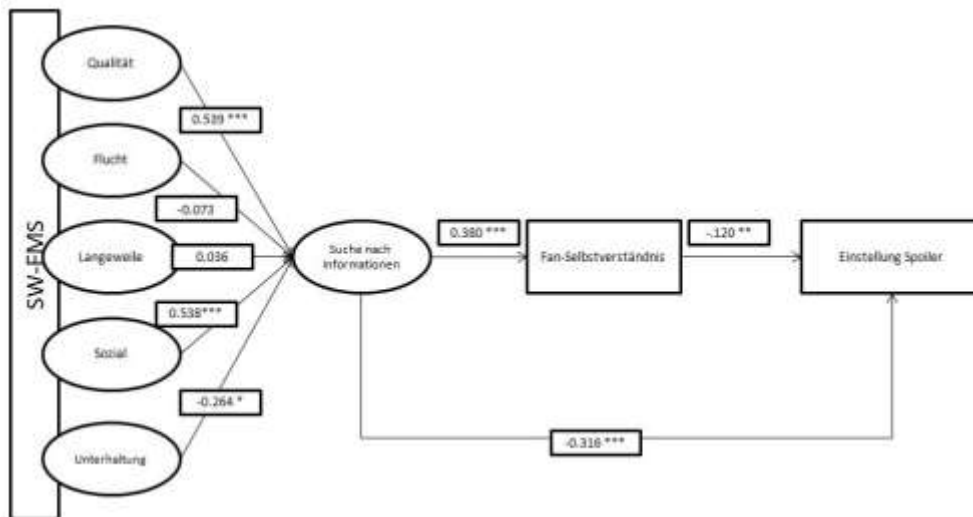 SW-EMS
Qualität
0.539 ***
Flucht
-0.073
Langeweile
0.036
Sozial
0.538***
Unterhaltung
-0.264 *
Suche nach
Informationen
0.380 ***
Fan-Selbstverständnis
-.120 **
Einstellung Spoiler
-0.316 ***